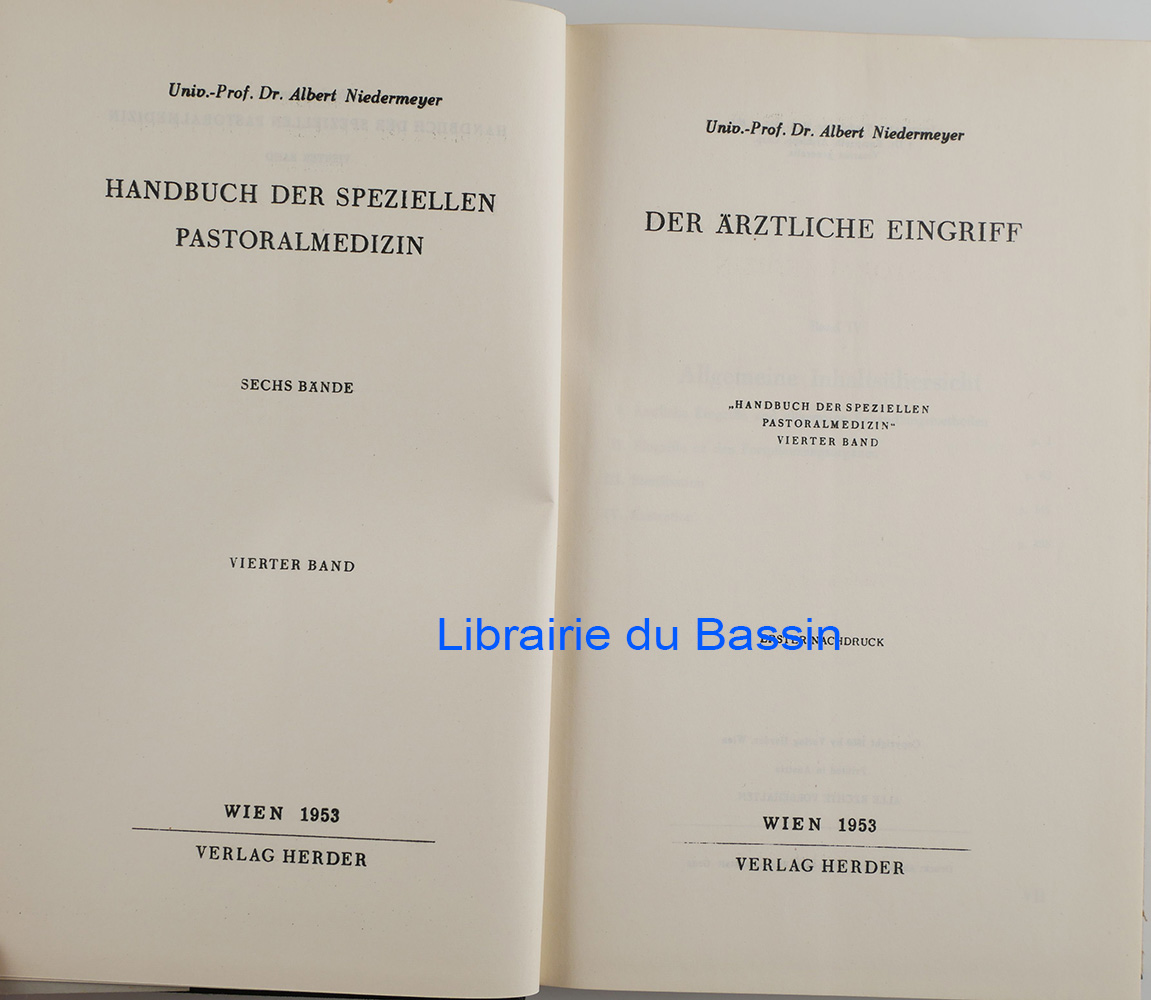 Univ.-Prof. Dr. Albert Niedermeyer
HANDBUCH DER SPEZIELLEN
PASTORALMEDIZIN
SECHS BÄNDE
VIERTER BAND
WIEN 1953
VERLAG HERDER
Univ.-Prof. Dr. Albert Niedermeyer
DER ÄRZTLICHE EINGRIFF
„HANDBUCH DER SPEZIELLEN
PASTORALMEDIZIN“
VIERTER BAND
ERSTER NACHDRUCK
WIEN 1953
VERLAG HERDER
Librairie du Bassin